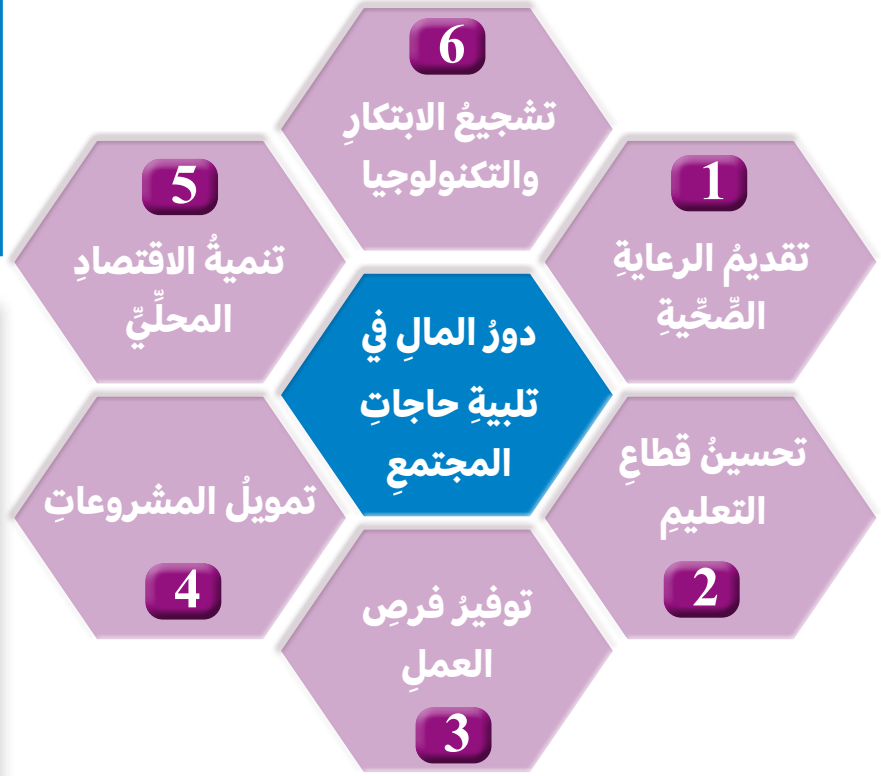 دورُ المالِ في
تلبيةِ حاجاتِ
المجتمعِ
1
تقديمُ الرعايةِ
الصِّحّيةِ
تحسينُ قطاعِ
التعليمِ
2
توفيرُ فرصِ
العملِ
3
تمويلُ المشروعاتِ
4
5
تنميةُ الاقتصادِ
المحلِّيِّ
6
تشجيعُ الابتكارِ
والتكنولوجيا